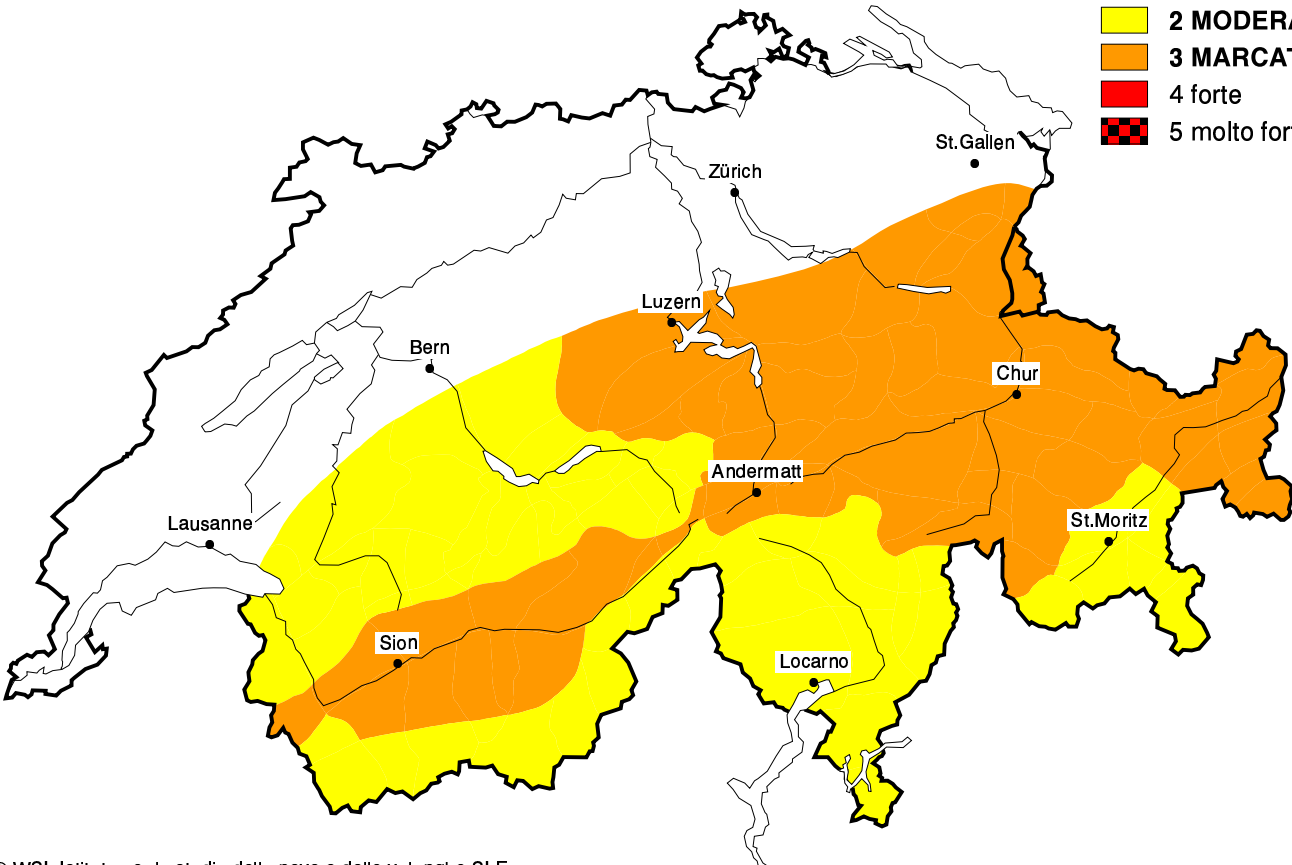 2 MODERA
3 MARCAT
4 forte
5 molto for
St.Gallen
Zürich
Luzern
Bern
Chur
Andermatt
Lausanne
St.Moritz
Sion
Locarno